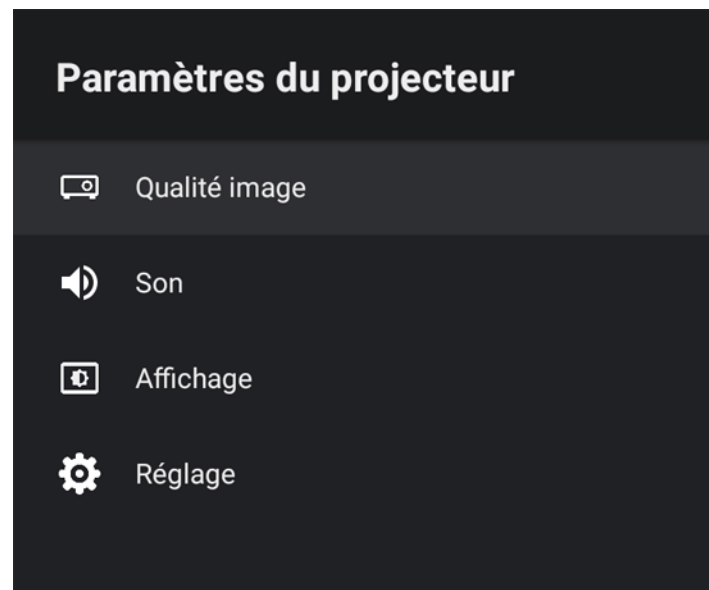 Paramètres du projecteur
Qualité image
Son
Affichage
Réglage